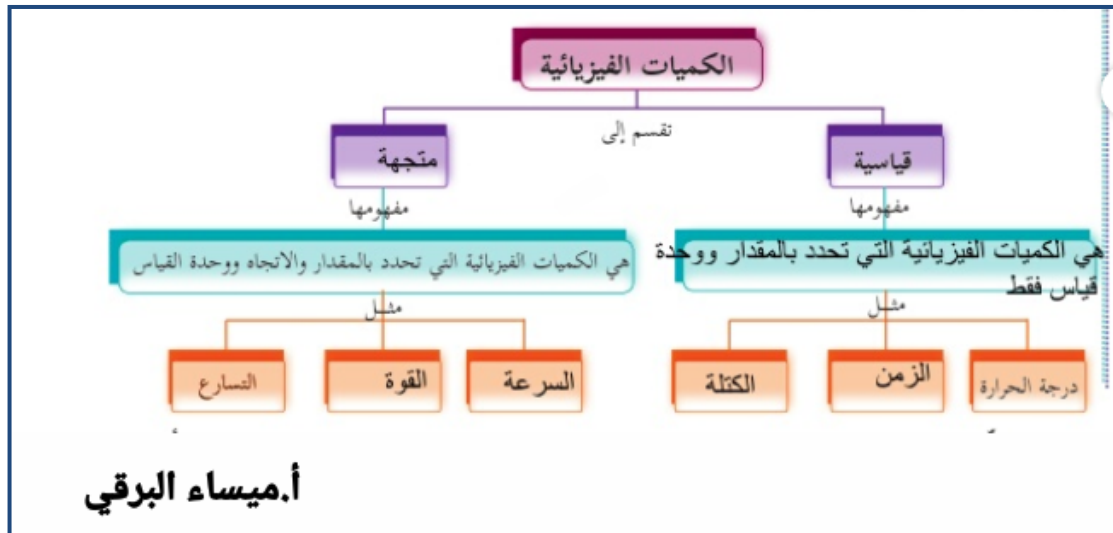 الكميات الفيزيائية
تقسم إلى
قياسية
متجهة
مفهومها
مفهومها
هي الكميات الفيزيائية التي تحدد بالمقدار ووحدة
قياس فقط
هي الكميات الفيزيائية التي تحدد بالمقدار والاتجاه ووحدة القياس
مثل
مثل
درجة الحرارة
الزمن
الكتلة
السرعة
القوة
التسارع
أ.ميساء البرقي